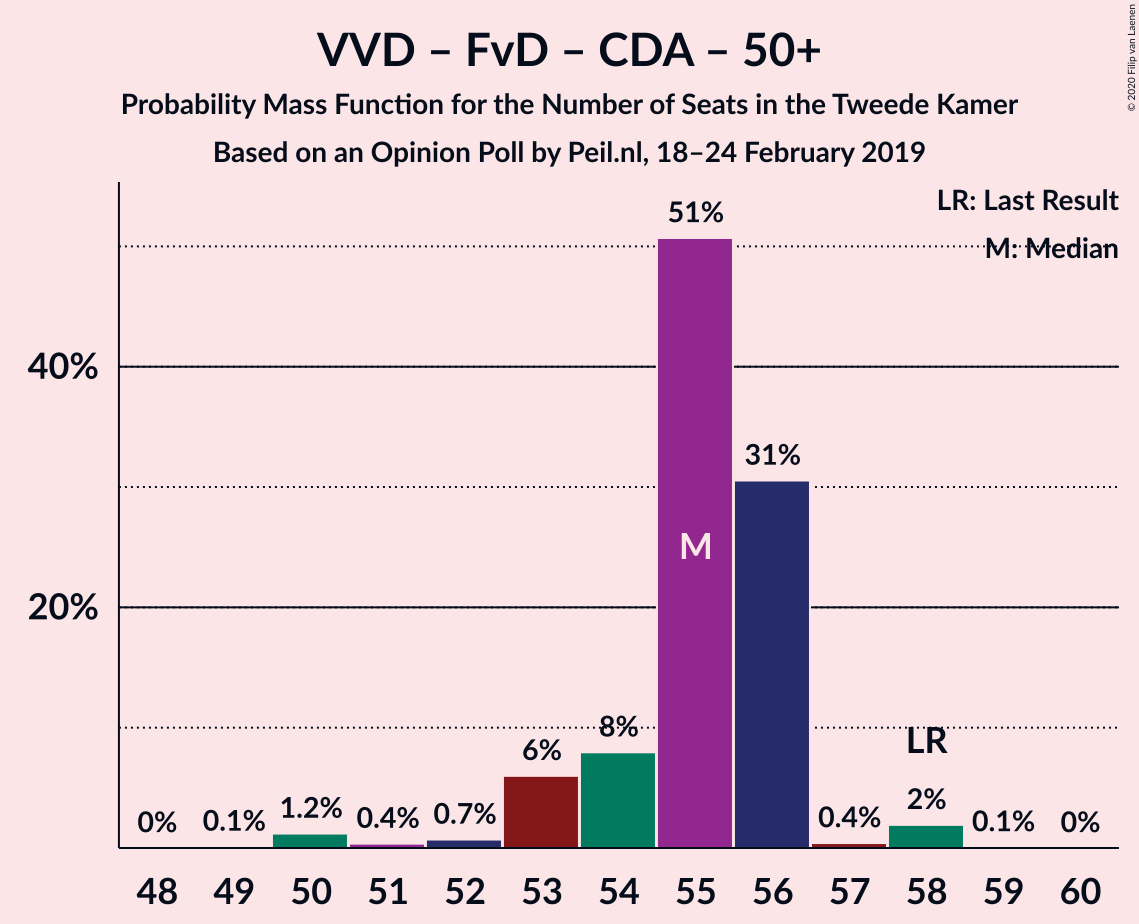 VVD – FvD – CDA – 50+
Probability Mass Function for the Number of Seats in the Tweede Kamer
Based on an Opinion Poll by Peil.nl, 18–24 February 2019
© 2020 Filip van Laenen
LR: Last Result
M: Median
51%
40%
31%
M
20%
8%
6%
LR
2%
1.2%
0.7%
0.4%
0.4%
0%
0.1%
0.1%
0%
48 49 50 51 52 53 54 55 56 57 58 59 60